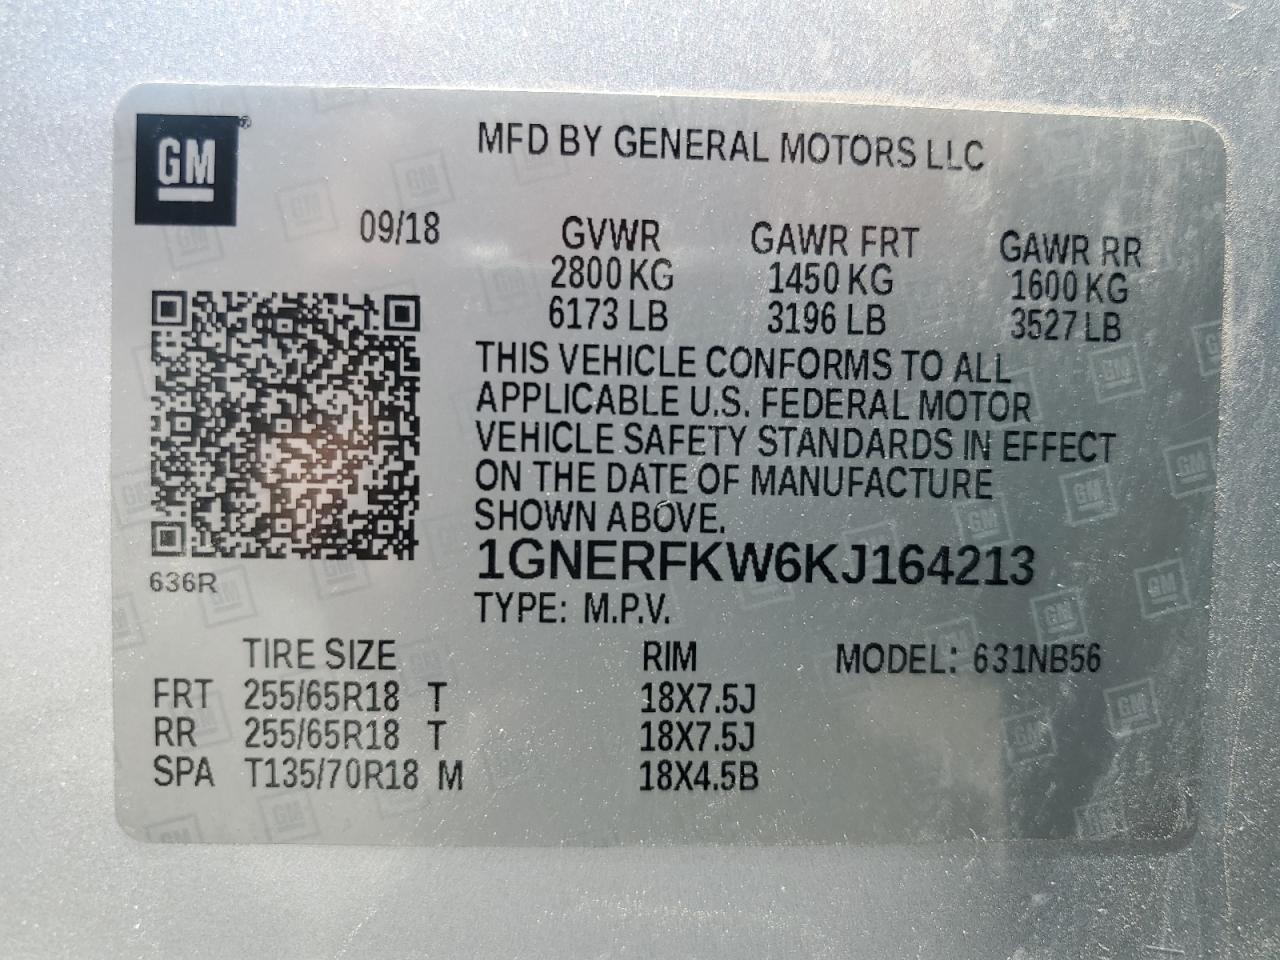 GM®
MFD BY GENERAL MOTORS LLC
09/18
GVWR GAWR FRT GAWR RR
2800 KG 1450 KG 1600 KG
6173 LB 3196 LB 3527 LB
THIS VEHICLE CONFORMS TO ALL
APPLICABLE U.S. FEDERAL MOTOR
VEHICLE SAFETY STANDARDS IN EFFECT
ON THE DATE OF MANUFACTURE
SHOWN ABOVE.
1GNERFKW6KJ164213
636R
TYPE: M.P.V.
TIRE SIZE RIM MODEL: 631NB56
FRT 255/65R18 T 18X7.5J
RR 255/65R18 T 18X7.5J
SPA T135/70R18 M 18X4.5B